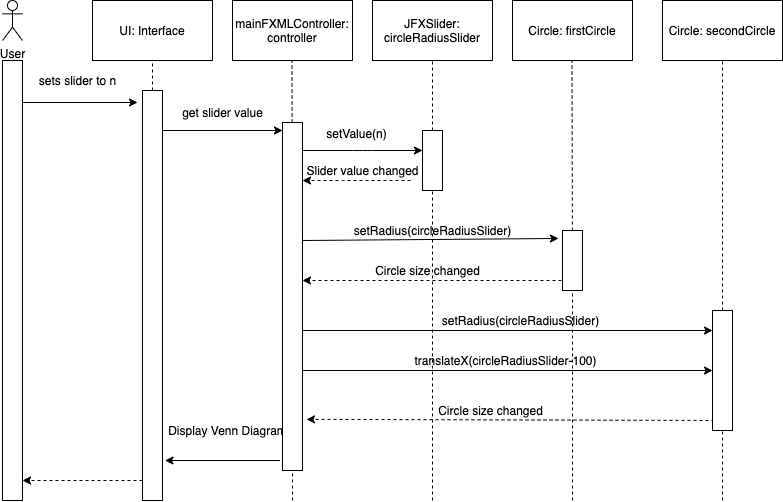 UI: Interface
mainFXMLController:
controller
JFXSlider:
circleRadiusSlider
Circle: firstCircle
Circle: secondCircle
User
sets slider to n
get slider value
setValue(n)
Slider value changed
setRadius(circleRadiusSlider)
Circle size changed
setRadius(circleRadiusSlider)
translateX(circleRadiusSlider-100)
Circle size changed
Display Venn Diagram